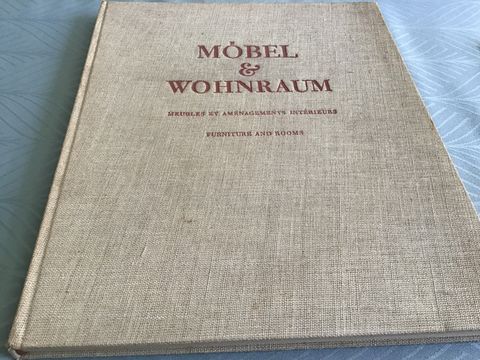 MÖBEL
&
WOHNRAUM
MEUBLES ET AMÉNAGEMENTS INTÉRIEURS
FURNITURE AND ROOMS